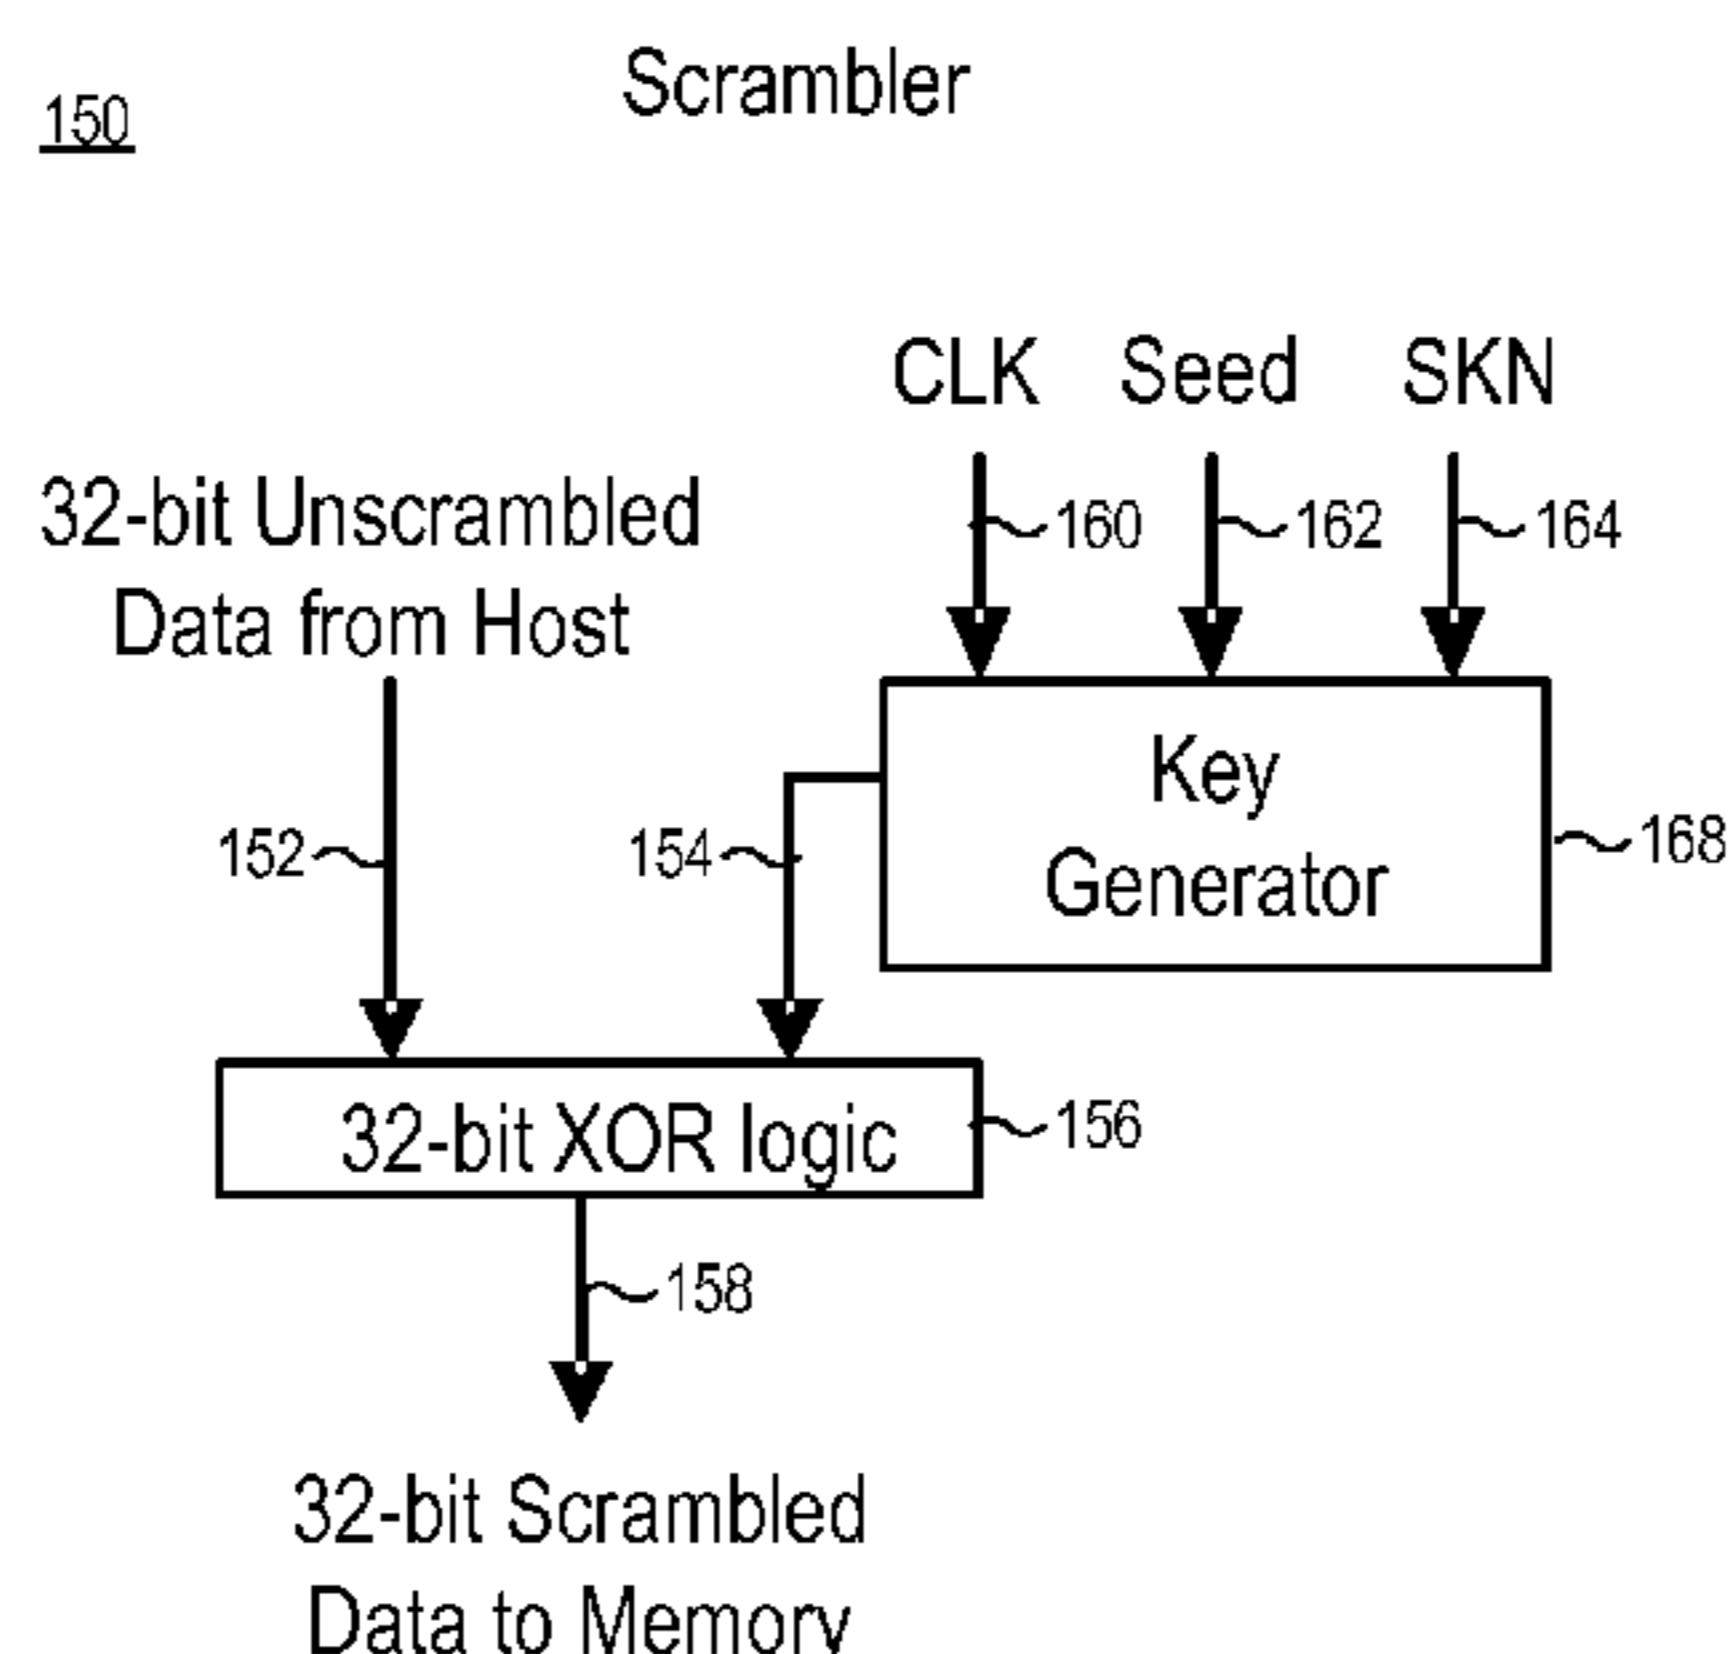 Scrambler
150
CLK Seed SKN
160 162 164
32-bit Unscrambled
Data from Host
Key
Generator
168
152 154
32-bit XOR logic
156
158
32-bit Scrambled
Data to Memory